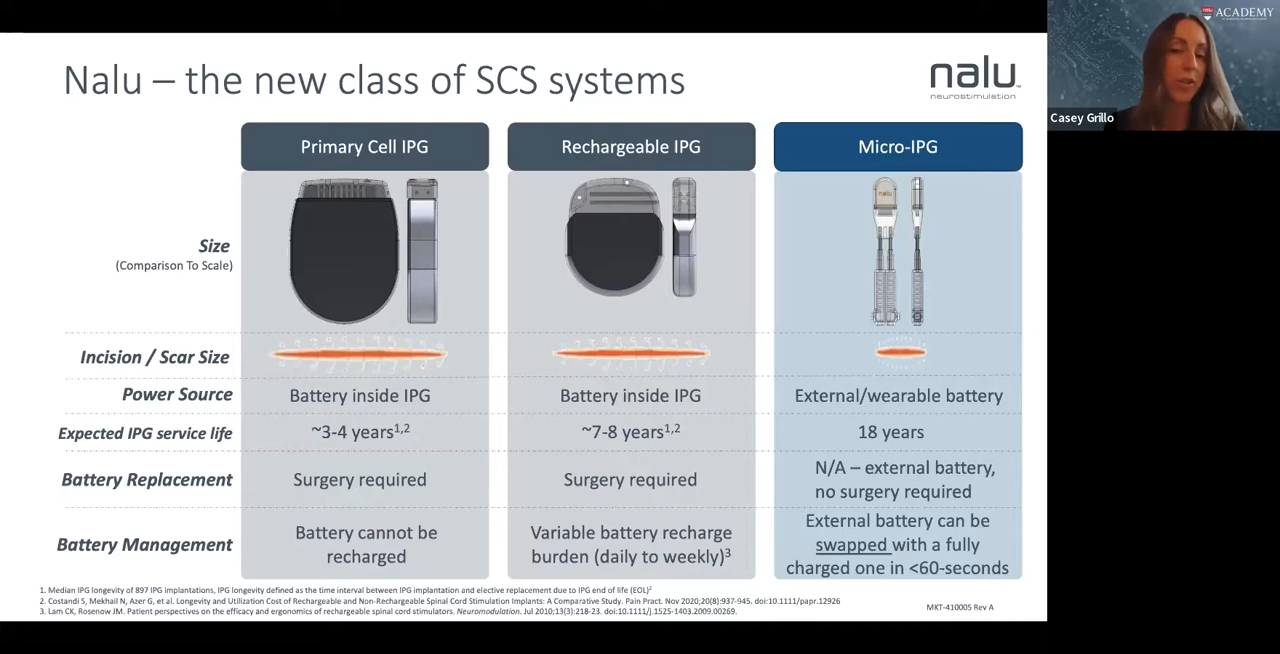 ACADEMY
Casey Grillo
Nalu – the new class of SCS systems
nalu™
neurostimulation
Primary Cell IPG
Rechargeable IPG
Micro-IPG
nalu
Size
(Comparison To Scale)
Incision / Scar Size
Power Source
Battery inside IPG
Battery inside IPG
External/wearable battery
Expected IPG service life
~3-4 years1,2
~7-8 years1,2
18 years
Battery Replacement
Surgery required
Surgery required
N/A – external battery,
no surgery required
Battery Management
Battery cannot be
recharged
Variable battery recharge
burden (daily to weekly)3
External battery can be
swapped with a fully
charged one in <60-seconds
1. Median IPG longevity of 897 IPG implantations, IPG longevity defined as the time interval between IPG implantation and elective replacement due to IPG end of life (EOL)2
2. Costandi S, Mekhail N, Azer G, et al. Longevity and Utilization Cost of Rechargeable and Non-Rechargeable Spinal Cord Stimulation Implants: A Comparative Study. Pain Pract. Nov 2020;20(8):937-945. doi:10.1111/papr.12926
3. Lam CK, Rosenow JM. Patient perspectives on the efficacy and ergonomics of rechargeable spinal cord stimulators. Neuromodulation. Jul 2010;13(3):218-23. doi:10.1111/j.1525-1403.2009.00269.
MKT-410005 Rev A